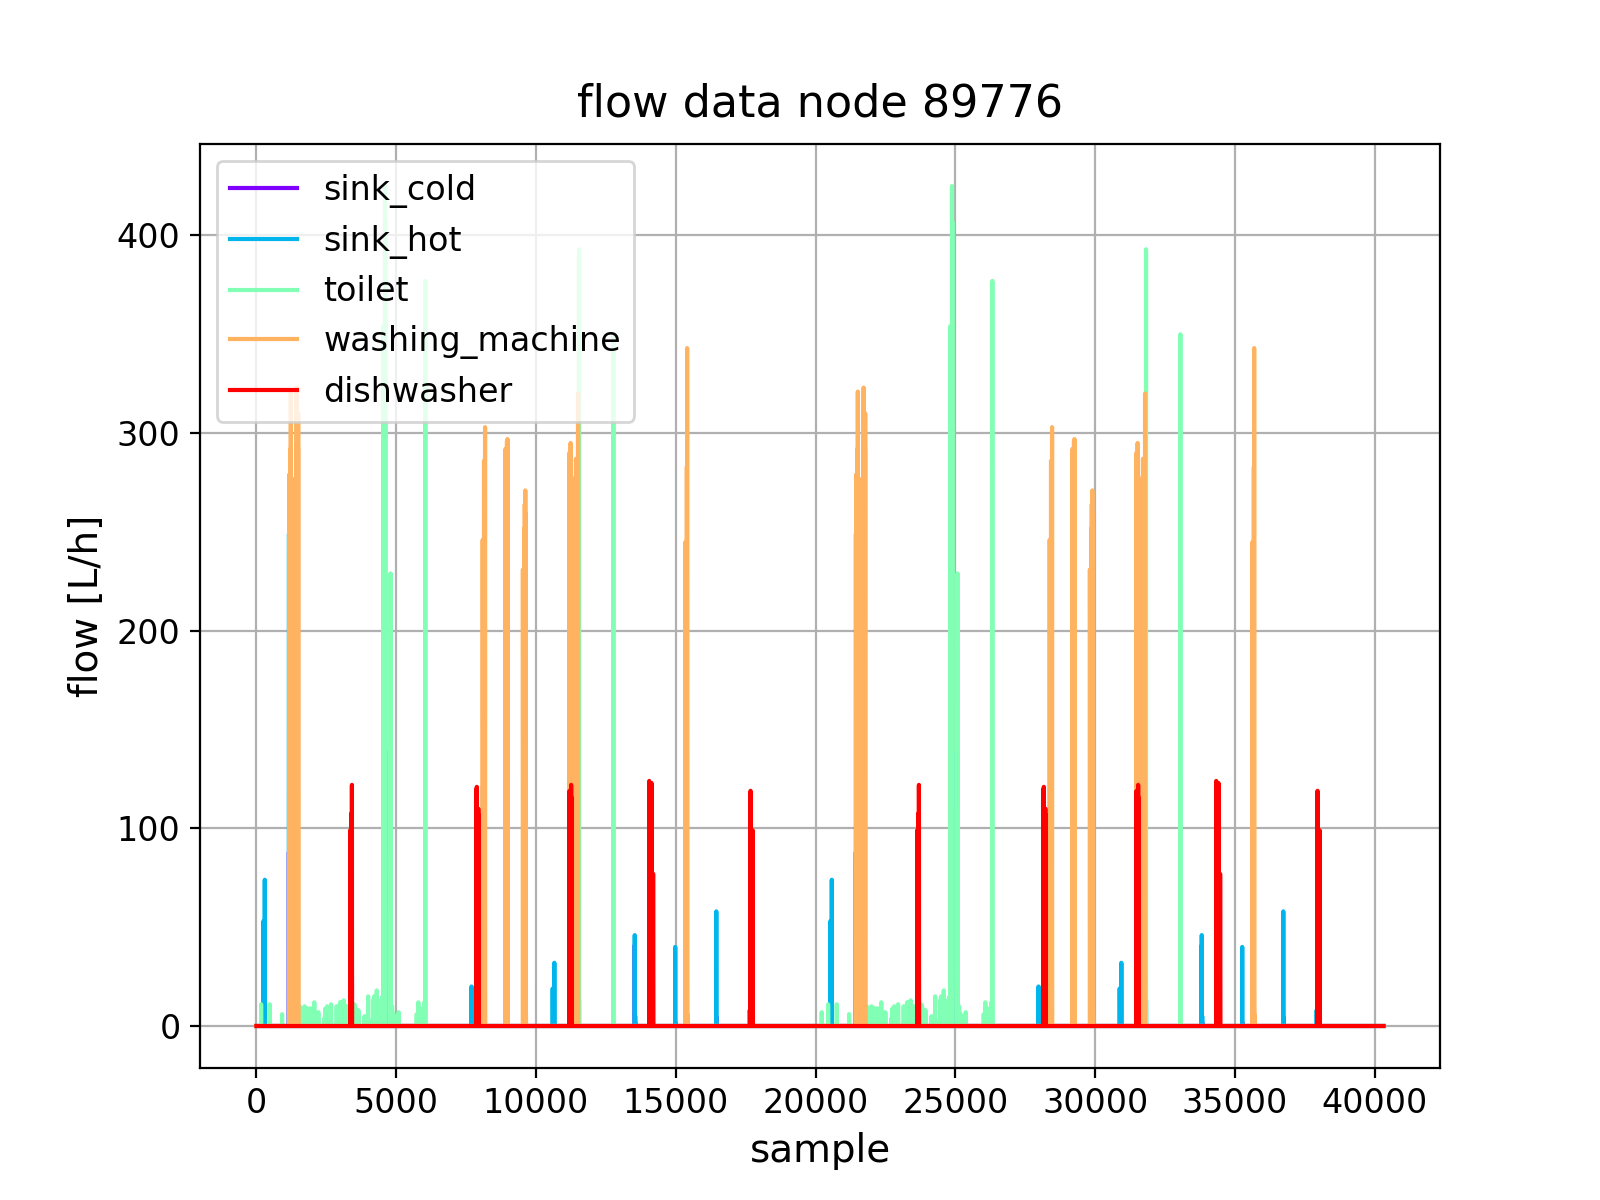 flow data node 89776
sink_cold
sink_hot
toilet
washing_machine
dishwasher
400
300
200
100
0
flow [L/h]
0 5000 10000 15000 20000 25000 30000 35000 40000
sample